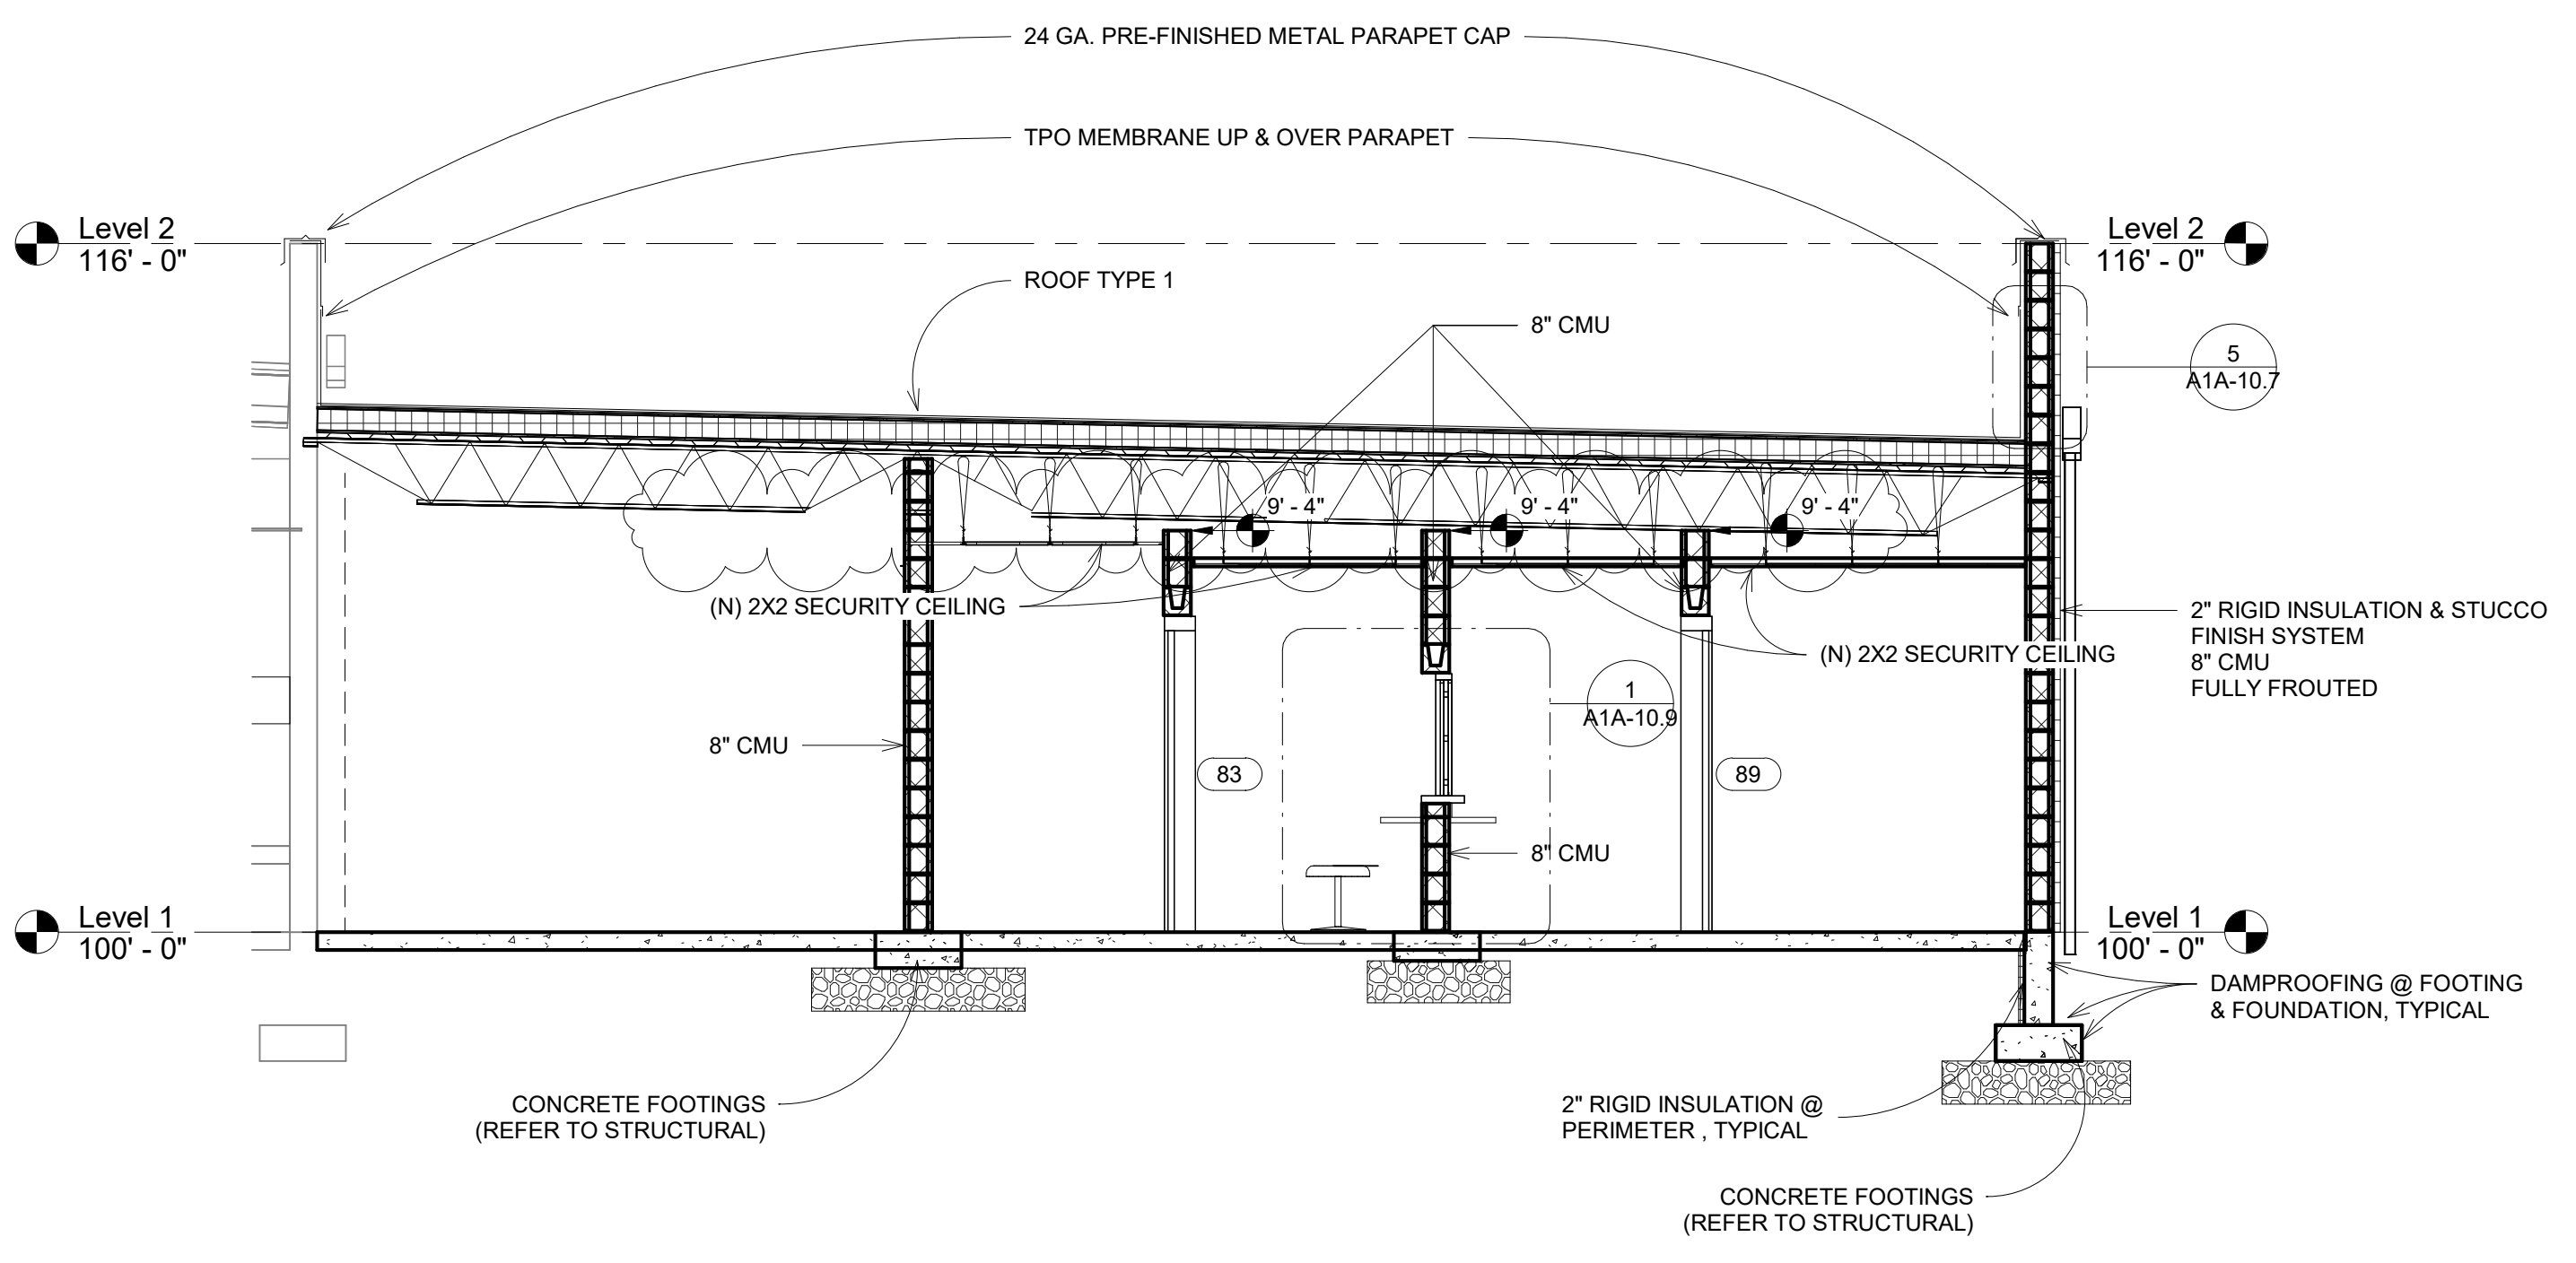 24 GA. PRE-FINISHED METAL PARAPET CAP
TPO MEMBRANE UP & OVER PARAPET
Level 2
116' - 0"
Level 2
116' - 0"
ROOF TYPE 1
8" CMU
5
A1A-10.7
9' - 4"
9' - 4"
9' - 4"
(N) 2X2 SECURITY CEILING
2" RIGID INSULATION & STUCCO
FINISH SYSTEM
8" CMU
FULLY FROUTED
(N) 2X2 SECURITY CEILING
1
A1A-10.9
8" CMU
83
89
8" CMU
Level 1
100' - 0"
Level 1
100' - 0"
DAMPROOFING @ FOOTING
& FOUNDATION, TYPICAL
CONCRETE FOOTINGS
(REFER TO STRUCTURAL)
2" RIGID INSULATION @
PERIMETER , TYPICAL
CONCRETE FOOTINGS
(REFER TO STRUCTURAL)